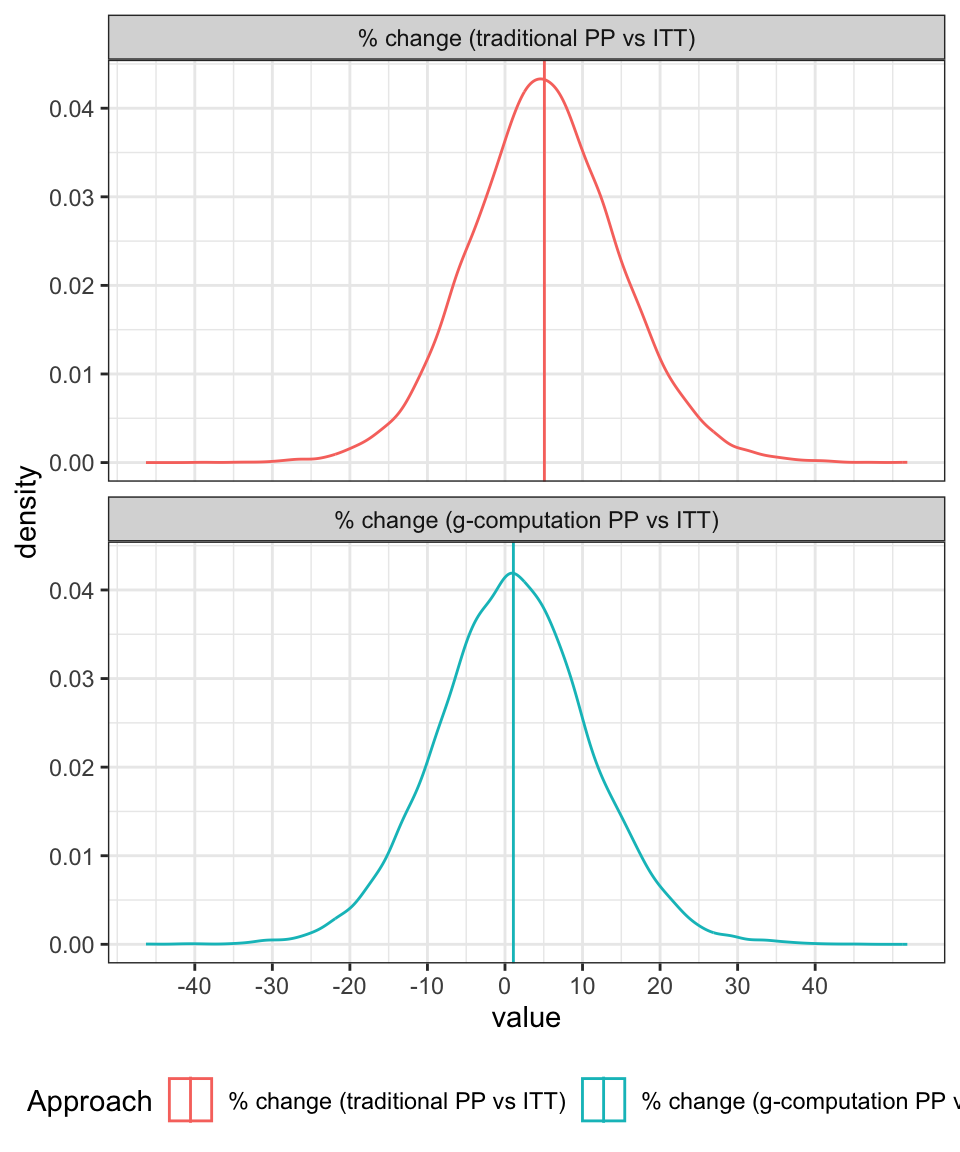 % change (traditional PP vs ITT)
0.04
0.03
0.02
0.01
0.00
density
% change (g-computation PP vs ITT)
0.04
0.03
0.02
0.01
0.00
-40 -30 -20 -10 0 10 20 30 40
value
Approach % change (traditional PP vs ITT) % change (g-computation PP